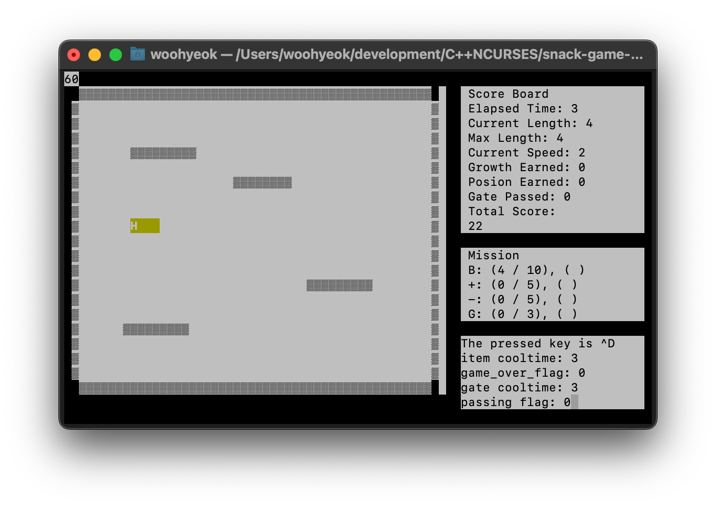 woohyeok — /Users/woohyeok/development/C++NCURSES/snack-game-...
60
H
Score Board
Elapsed Time: 3
Current Length: 4
Max Length: 4
Current Speed: 2
Growth Earned: 0
Posion Earned: 0
Gate Passed: 0
Total Score:
22
Mission
B: (4 / 10), ( )
+: (0 / 5), ( )
-: (0 / 5), ( )
G: (0 / 3), ( )
The pressed key is ^D
item cooltime: 3
game_over_flag: 0
gate cooltime: 3
passing flag: 0